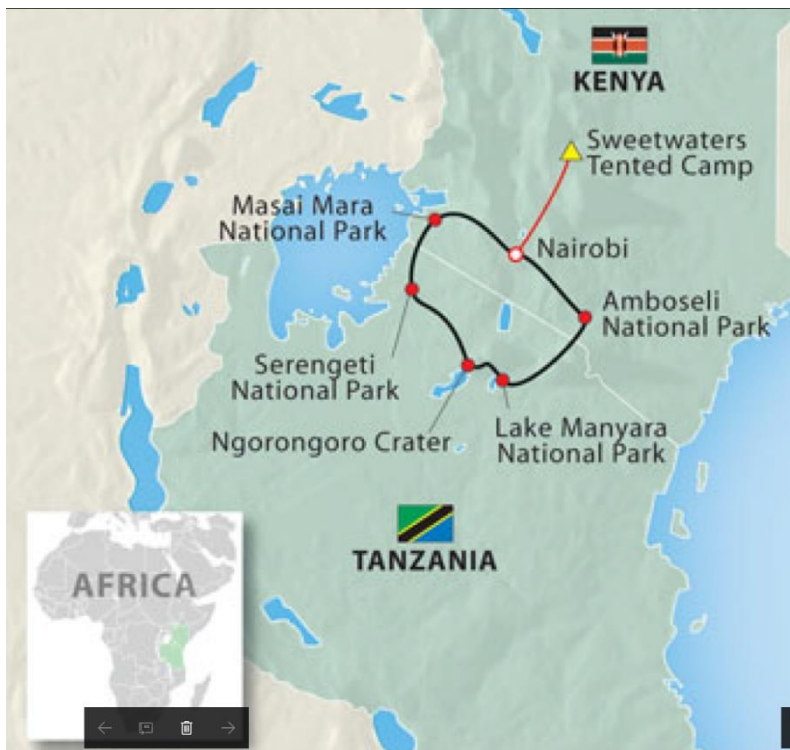 KENYA
Sweetwaters
Tented Camp
Masai Mara
National Park
Nairobi
Amboseli
National Park
Serengeti
National Park
Ngorongoro Crater
Lake Manyara
National Park
TANZANIA
AFRICA